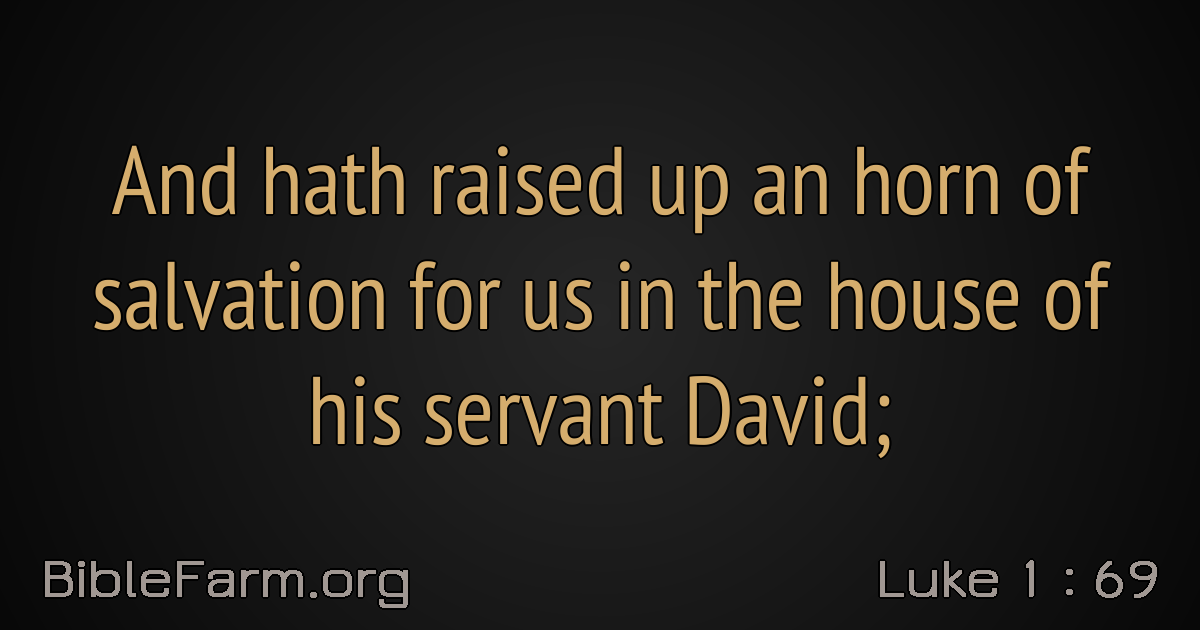 And hath raised up an horn of
salvation for us in the house of
his servant David;
BibleFarm.org
Luke 1 : 69